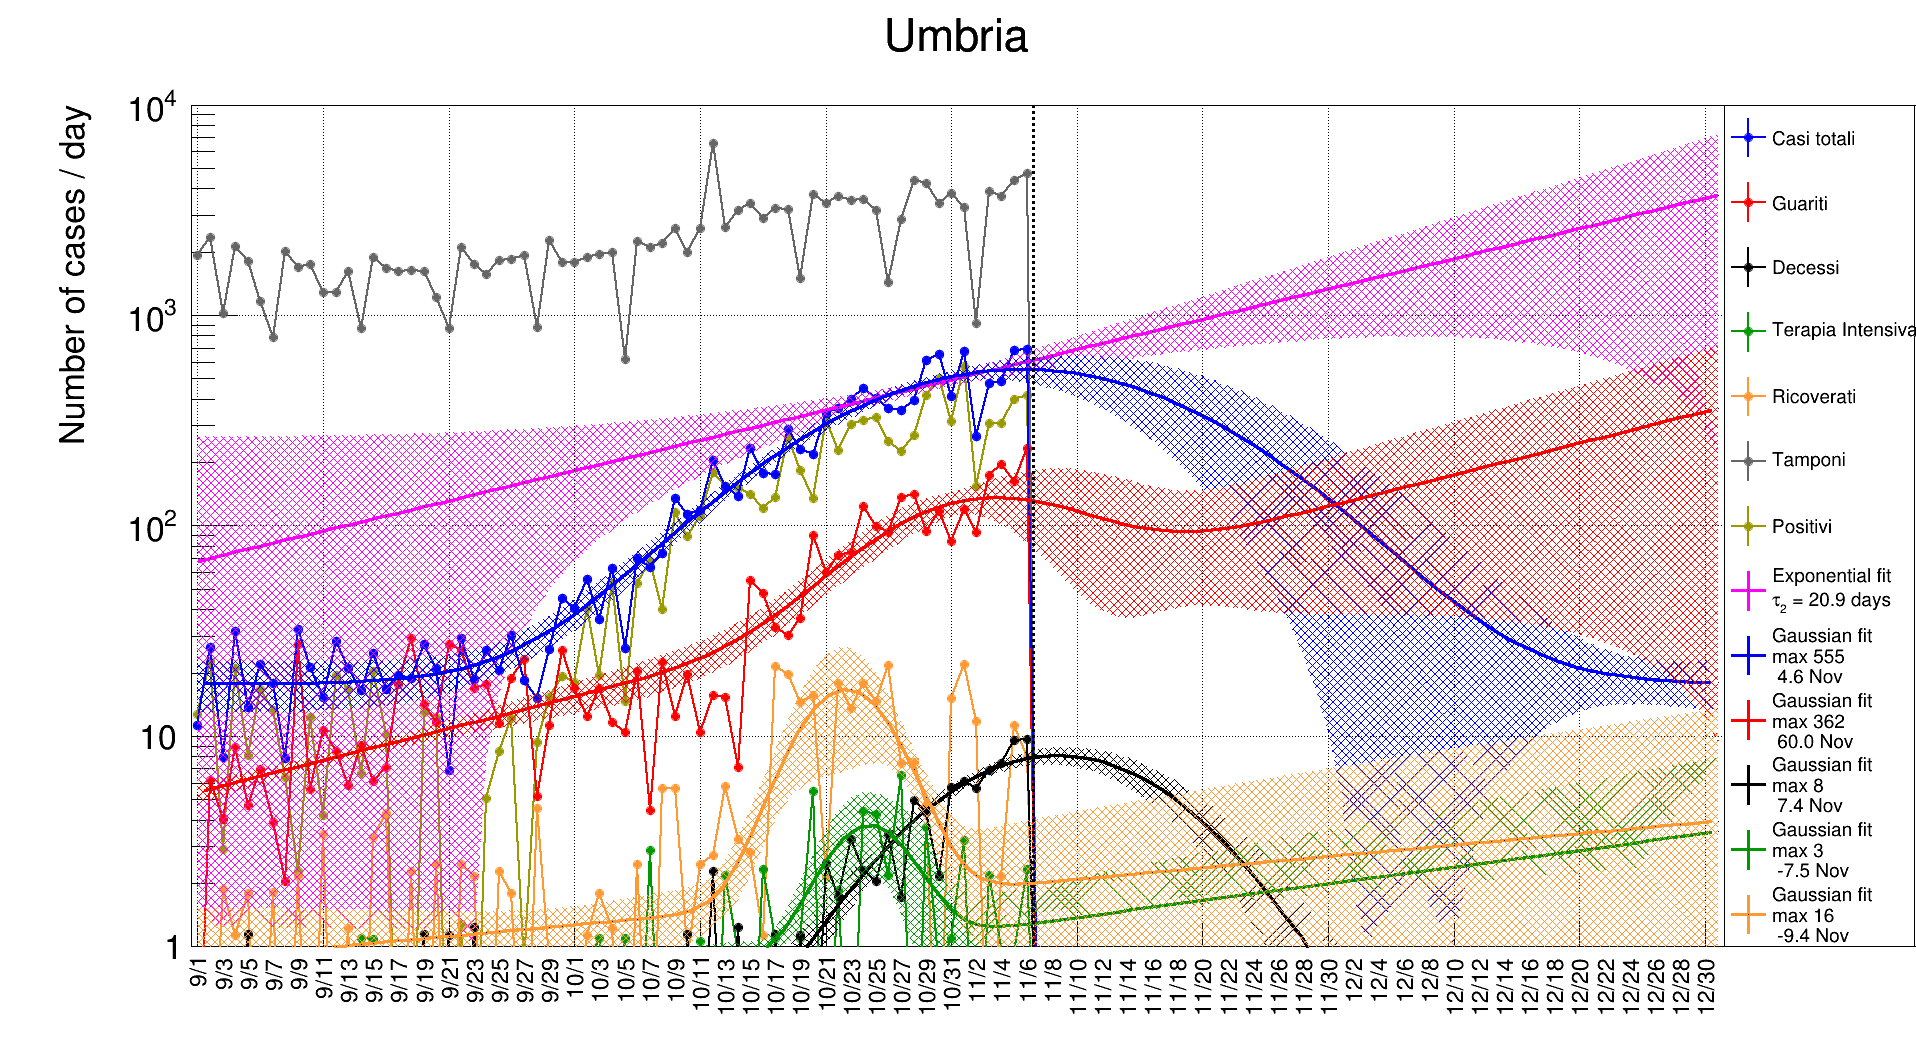 Umbria
Number of cases / day
10^4
10^3
10^2
10
1
9/1
9/3
9/5
9/7
9/9
9/11
9/13
9/15
9/17
9/19
9/21
9/23
9/25
9/27
9/29
10/1
10/3
10/5
10/7
10/9
10/11
10/13
10/15
10/17
10/19
10/21
10/23
10/25
10/27
10/29
10/31
11/2
11/4
11/6
11/8
11/10
11/12
11/14
11/16
11/18
11/20
11/22
11/24
11/26
11/28
11/30
12/2
12/4
12/6
12/8
12/10
12/12
12/14
12/16
12/18
12/20
12/22
12/24
12/26
12/28
12/30
Casi totali
Guariti
Decessi
Terapia Intensiva
Ricoverati
Tamponi
Positivi
Exponential fit
τ2 = 20.9 days
Gaussian fit
max 555
4.6 Nov
Gaussian fit
max 362
60.0 Nov
Gaussian fit
max 8
7.4 Nov
Gaussian fit
max 3
-7.5 Nov
Gaussian fit
max 16
-9.4 Nov